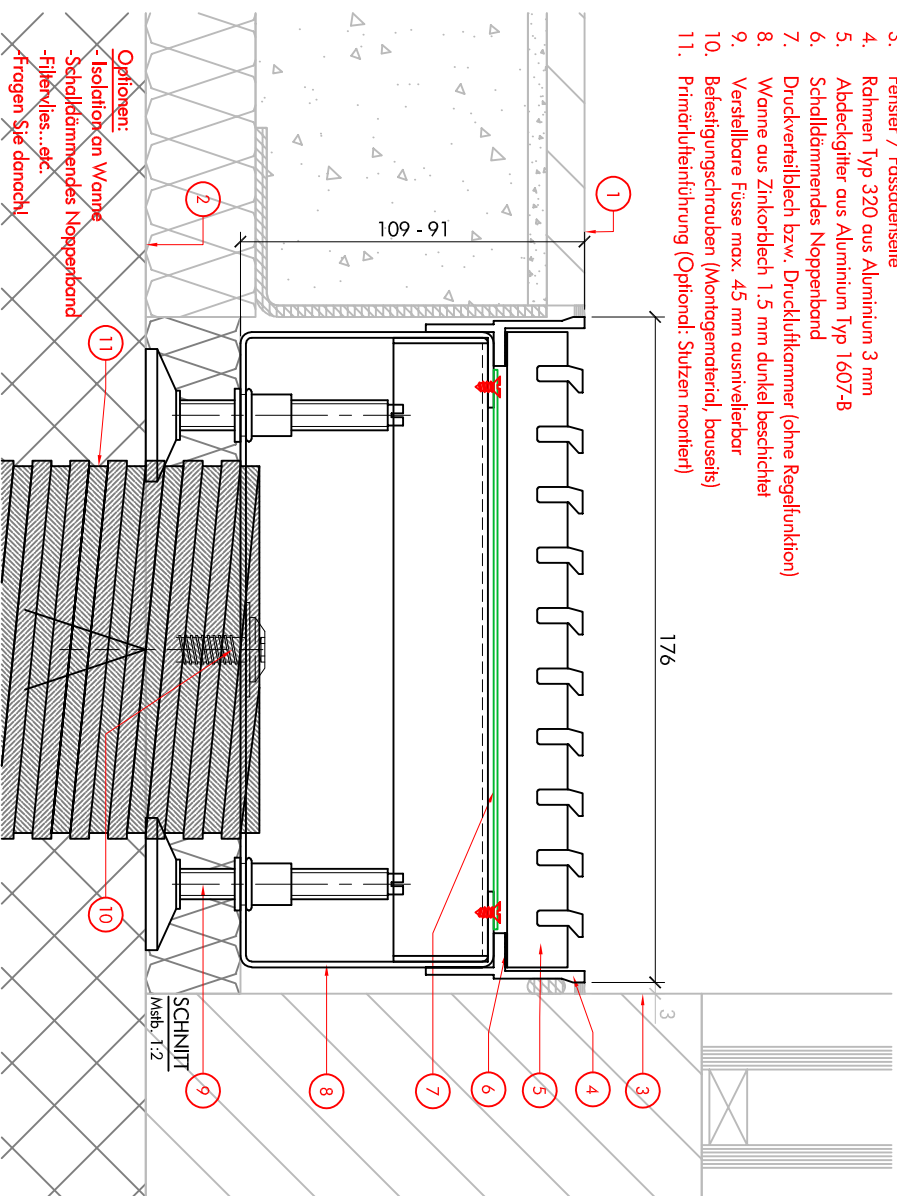 3. Fenster / Fassadenseite
4. Rahmen Typ 320 aus Aluminium 3 mm
5. Abdeckgitter aus Aluminium Typ 1607-B
6. Schalldämmendes Noppenband
7. Druckverteilblech bzw. Druckluftkammer (ohne Regelfunktion)
8. Wanne aus Zinkorblech 1.5 mm dunkel beschichtet
9. Verstellbare Füsse max. 45 mm ausnivelierbar
10. Befestigungschrauben (Montagematerial, bauseits)
11. Primärlufteinführung (Optional: Stutzen montiert)
1
2
109 - 91
176
3
11
10
3
4
5
6
7
8
9
SCHNITT
Mstb. 1:2
Optionen:
- Isolation an Wanne
-Schalldämmendes Noppenband
-Filtervlies...etc.
-Fragen Sie danach!